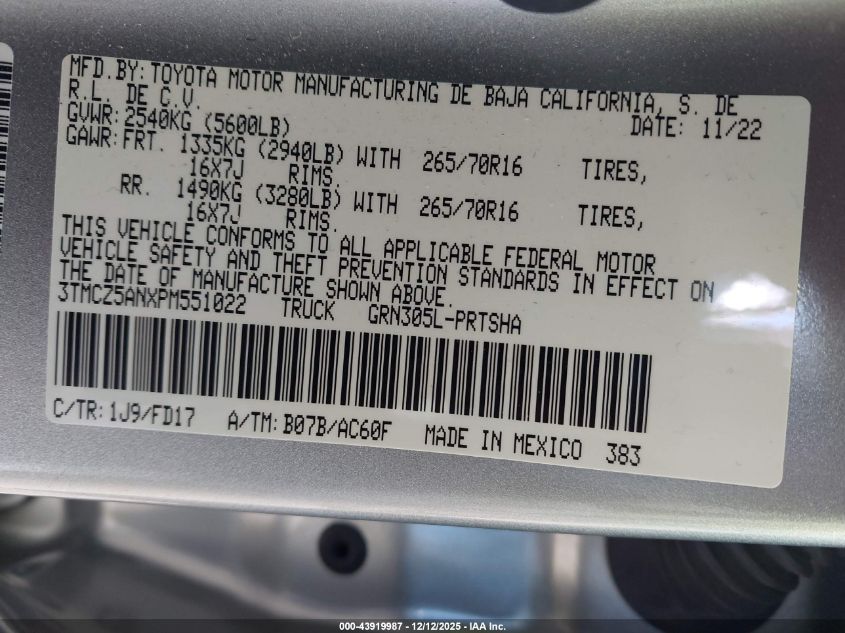 MFD.BY: TOYOTA MOTOR MANUFACTURING DE BAJA CALIFORNIA, S. DE
R.L. DE C.V. DATE: 11/22
GVWR: 2540KG (5600LB)
GAWR: FRT. 1335KG (2940LB) WITH 265/70R16 TIRES,
16X7J RIMS.
RR. 1490KG (3280LB) WITH 265/70R16 TIRES,
16X7J RIMS.
THIS VEHICLE CONFORMS TO ALL APPLICABLE FEDERAL MOTOR
VEHICLE SAFETY AND THEFT PREVENTION STANDARDS IN EFFECT ON
THE DATE OF MANUFACTURE SHOWN ABOVE.
3TMCZ5ANXPM551022 TRUCK GRN305L-PRTSHA
C/TR: 1J9/FD17 A/TM: B07B/AC60F MADE IN MEXICO 383
000-43919987 - 12/12/2025 - IAA Inc.